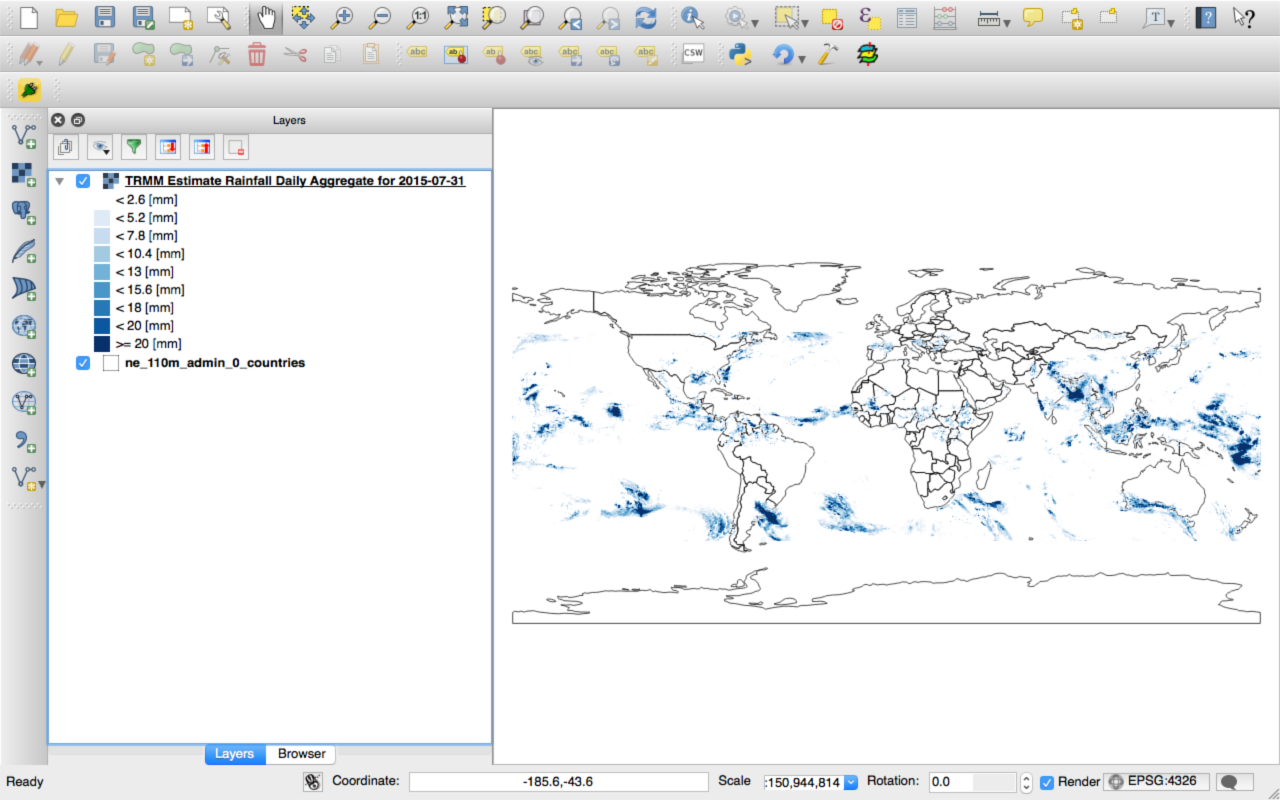 1:1
ε
T
?
?
abc
ab
ab
abc
abc
abc
abc
CSW
Layers
TRMM Estimate Rainfall Daily Aggregate for 2015-07-31
< 2.6 [mm]
< 5.2 [mm]
< 7.8 [mm]
< 10.4 [mm]
< 13 [mm]
< 15.6 [mm]
< 18 [mm]
< 20 [mm]
>= 20 [mm]
ne_110m_admin_0_countries
Layers Browser
Ready Coordinate: -185.6,-43.6 Scale :150,944,814 Rotation: 0.0 Render EPSG:4326